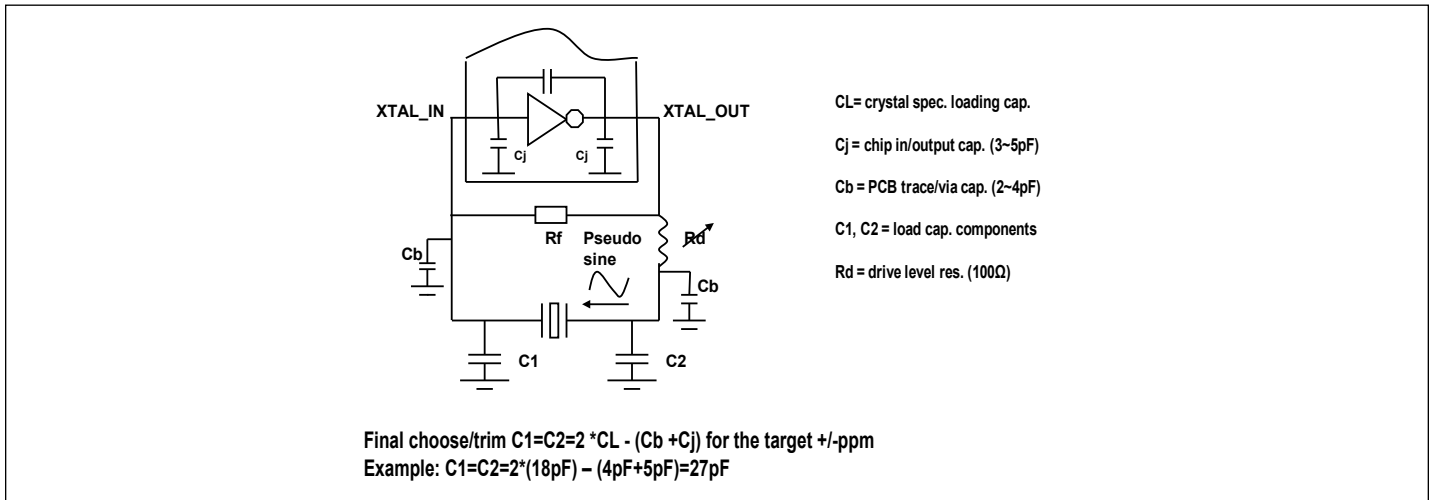 XTAL_IN
XTAL_OUT
Cj
Cj
Rf
Pseudo
sine
Rd
Cb
Cb
C1
C2
CL= crystal spec. loading cap.
Cj = chip in/output cap. (3~5pF)
Cb = PCB trace/via cap. (2~4pF)
C1, C2 = load cap. components
Rd = drive level res. (100Ω)
Final choose/trim C1=C2=2 *CL - (Cb +Cj) for the target +/-ppm
Example: C1=C2=2*(18pF) – (4pF+5pF)=27pF